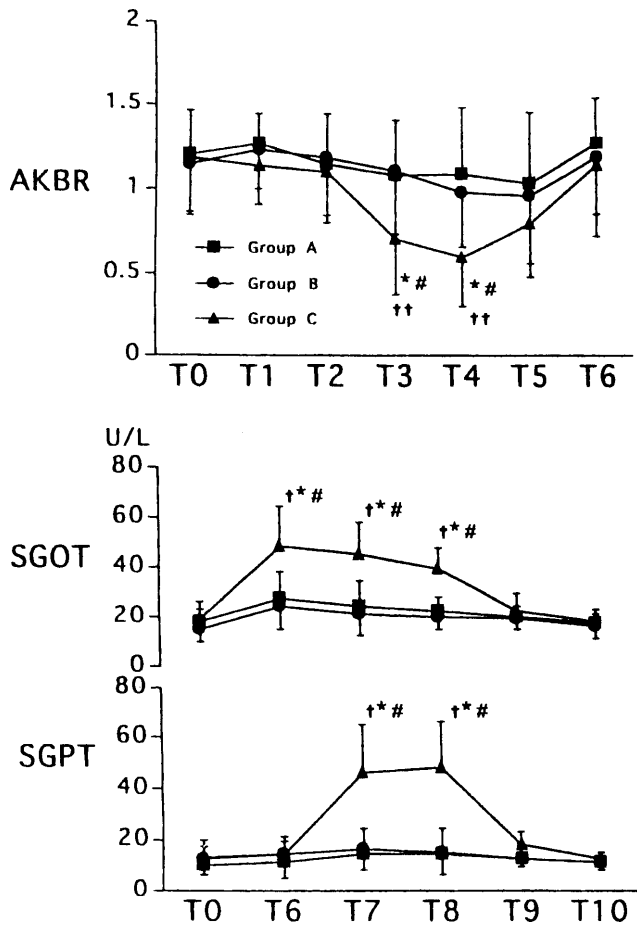 2
1.5
AKBR
1
Group A
0.5
Group B
* #
* #
††
††
Group C
0
T0 T1 T2 T3 T4 T5 T6
U/L
80
†* #
†* #
60
†* #
SGOT
40
20
0
80
†* #
†* #
60
SGPT
40
20
0
T0 T6 T7 T8 T9 T10